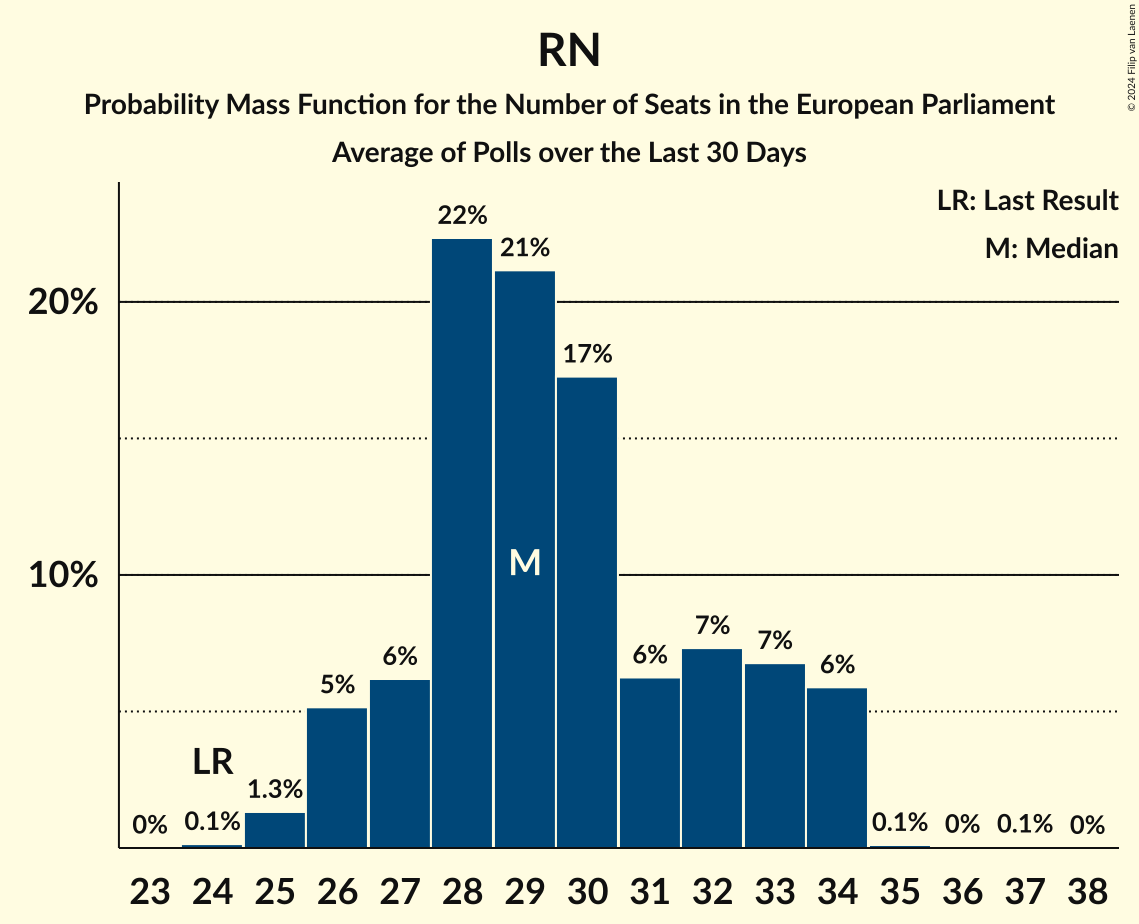 RN
Probability Mass Function for the Number of Seats in the European Parliament
Average of Polls over the Last 30 Days
© 2024 Filip van Laenen
LR: Last Result
M: Median
22%
21%
20%
17%
M
10%
7%
7%
6%
6%
6%
5%
LR
1.3%
0% 0.1% 0.1% 0% 0.1% 0%
23 24 25 26 27 28 29 30 31 32 33 34 35 36 37 38